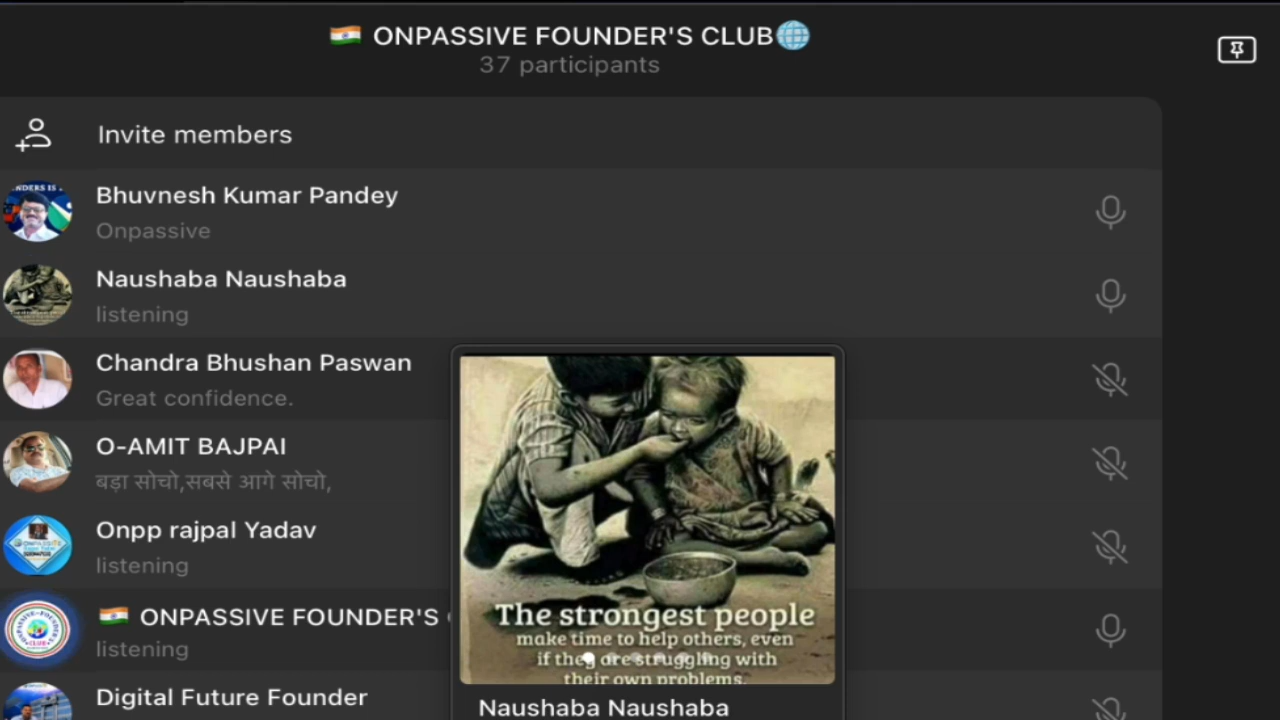 🇮🇳 ONPASSIVE FOUNDER'S CLUB🌐
37 participants
Invite members
Bhuvnesh Kumar Pandey
Onpassive
Naushaba Naushaba
listening
Chandra Bhushan Paswan
Great confidence.
O-AMIT BAJPAI
बड़ा सोचो,सबसे आगे सोचो,
Onpp rajpal Yadav
listening
🇮🇳 ONPASSIVE FOUNDER'S
listening
Digital Future Founder
The strongest people
make time to help others, even
if they are struggling with
their own problems.
Naushaba Naushaba